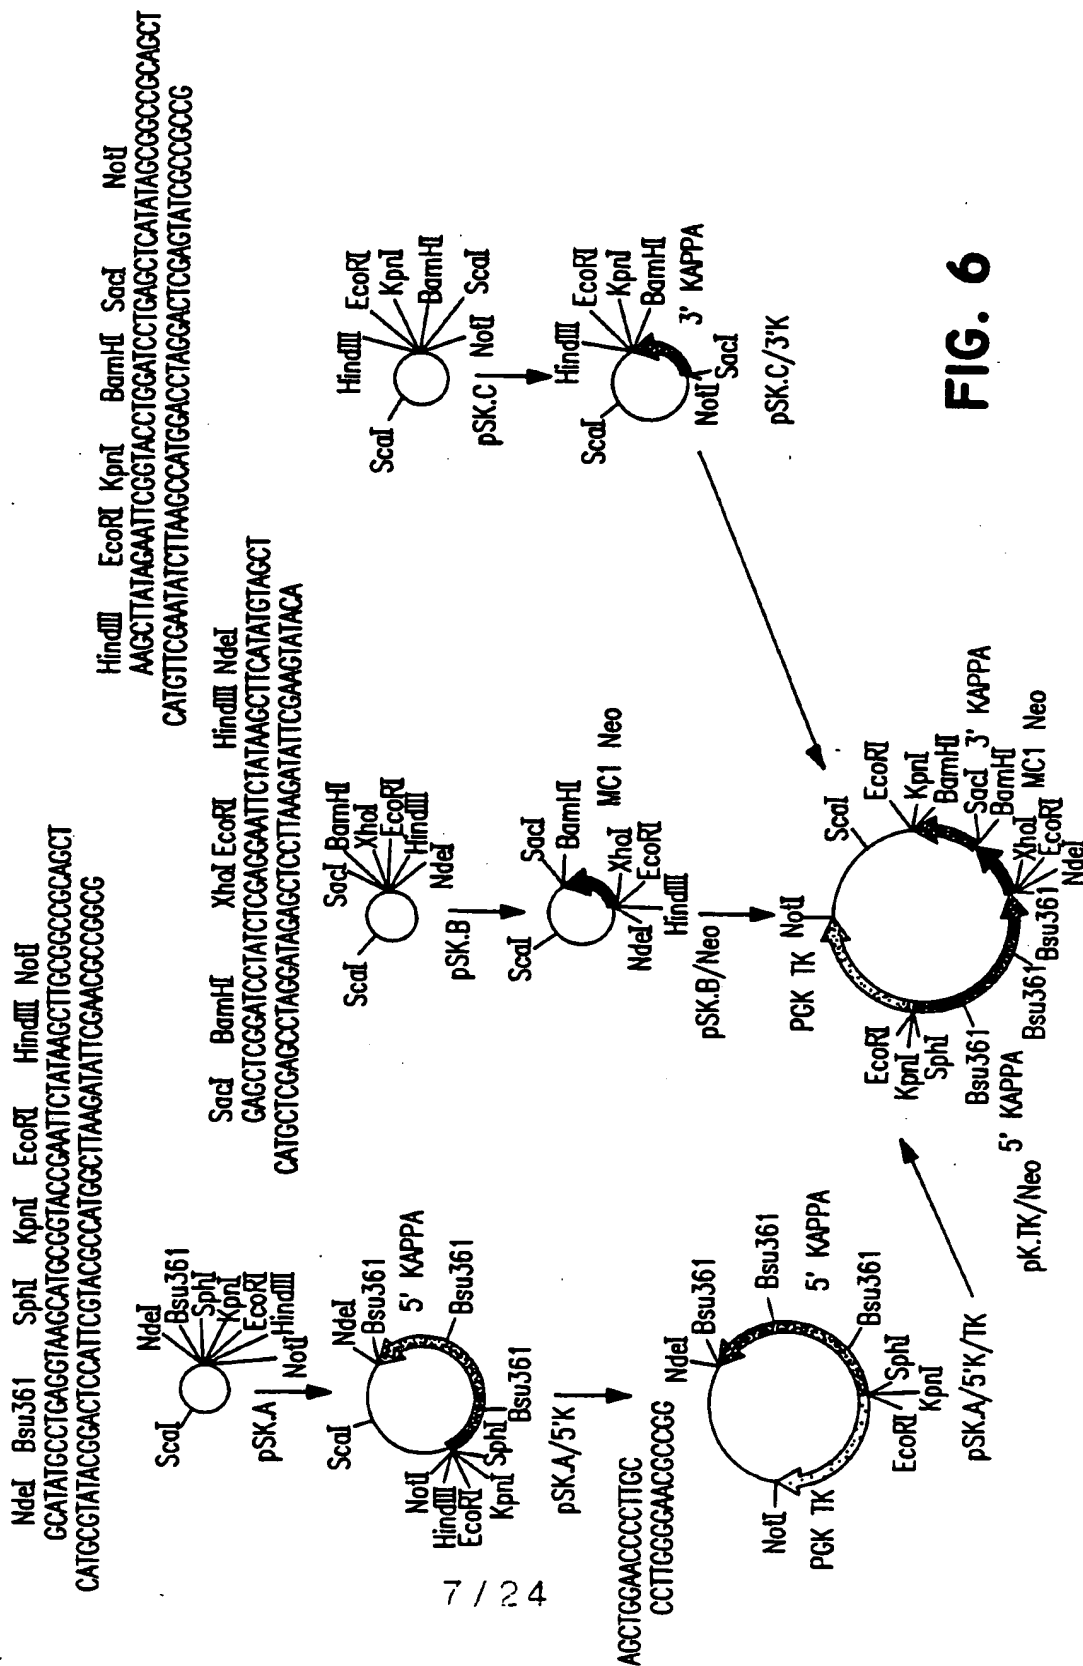 NdeI Bsu361 SphI KpnI EcoRI HindIII NotI
GCATATGCCTGAGGTAAGCATGCGGTACCGAATTCTATAAGCTTGCGGCCGCAGCT
CATGCGTATACGGACTCCATTCGTACGCCATGGCTTAAGATATTCGAACGCCGGCG
ScaI
NdeI
Bsu361
SphI
KpnI
EcoRI
HindIII
NotI
pSK.A
ScaI
NdeI
Bsu361
5' KAPPA
Bsu361
Bsu361
SphI
KpnI
EcoRI
HindIII
NotI
pSK.A/5'K
AGCTGGAACCCCTTGC
CCTTGGGGAACGCCGG
NdeI
Bsu361
Bsu361
5' KAPPA
Bsu361
SphI
KpnI
EcoRI
PGK TK
NotI
pSK.A/5'K/TK
SacI BamHI XhoI EcoRI HindIII NdeI
GAGCTCGGATCCTATCTCGAGGAATTCTATAAGCTTCATATGTAGCT
CATGCTCGAGCCTAGGATAGAGCTCCTTAAGATATTCGAAGTATACA
ScaI
SacI
BamHI
XhoI
EcoRI
HindIII
NdeI
pSK.B
ScaI
SacI
BamHI
MC1 Neo
XhoI
EcoRI
HindIII
NdeI
pSK.B/Neo
HindIII EcoRI KpnI BamHI SacI NotI
AAGCTTATAGAATTCGGTACCTGGATCCTGAGCTCATATAGCGGCCGCAGCT
CATGTTCGAATATCTTAAGCCATGGACCTAGGACTCGAGTATCGCCGGCG
ScaI
HindIII
EcoRI
KpnI
BamHI
ScaI
NotI
pSK.C
ScaI
HindIII
EcoRI
KpnI
BamHI
3' KAPPA
SacI
NotI
pSK.C/3'K
PGK TK
NotI
ScaI
EcoRI
KpnI
BamHI
SacI
3' KAPPA
BamHI
MC1 Neo
XhoI
EcoRI
NdeI
Bsu361
Bsu361
Bsu361
5' KAPPA
SphI
KpnI
EcoRI
pK.TK/Neo
FIG. 6
7/24